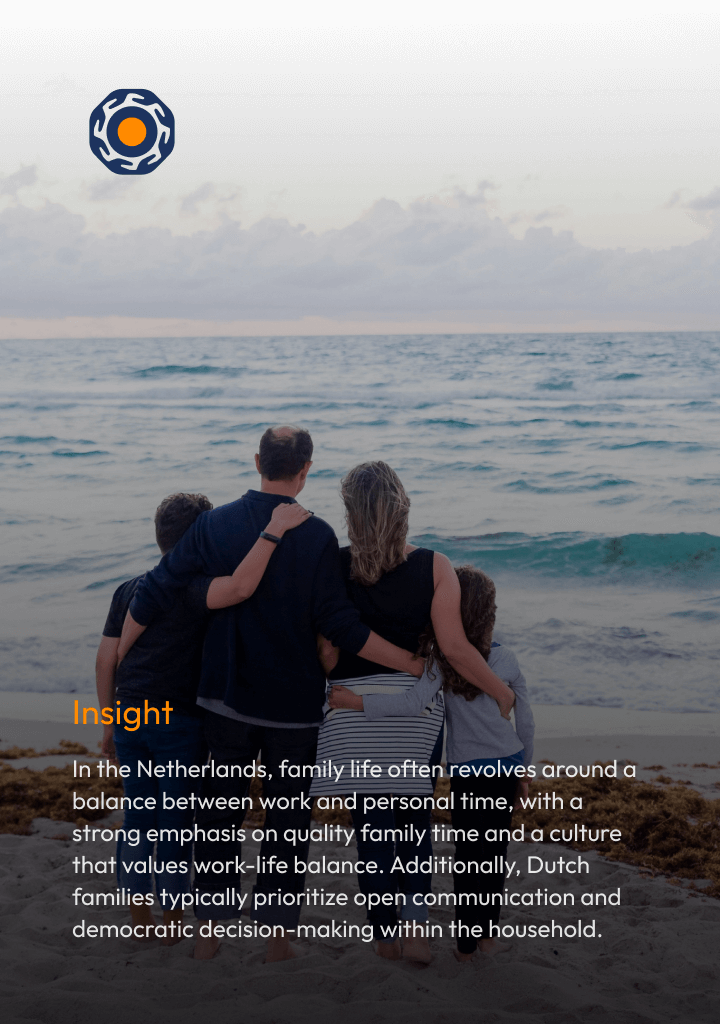 Insight
In the Netherlands, family life often revolves around a
balance between work and personal time, with a
strong emphasis on quality family time and a culture
that values work-life balance. Additionally, Dutch
families typically prioritize open communication and
democratic decision-making within the household.